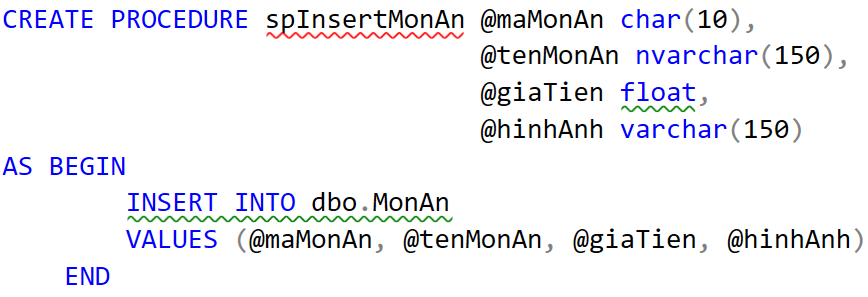 CREATE PROCEDURE spInsertMonAn @maMonAn char(10),
@tenMonAn nvarchar(150),
@giaTien float,
@hinhAnh varchar(150)
AS BEGIN
INSERT INTO dbo.MonAn
VALUES (@maMonAn, @tenMonAn, @giaTien, @hinhAnh)
END